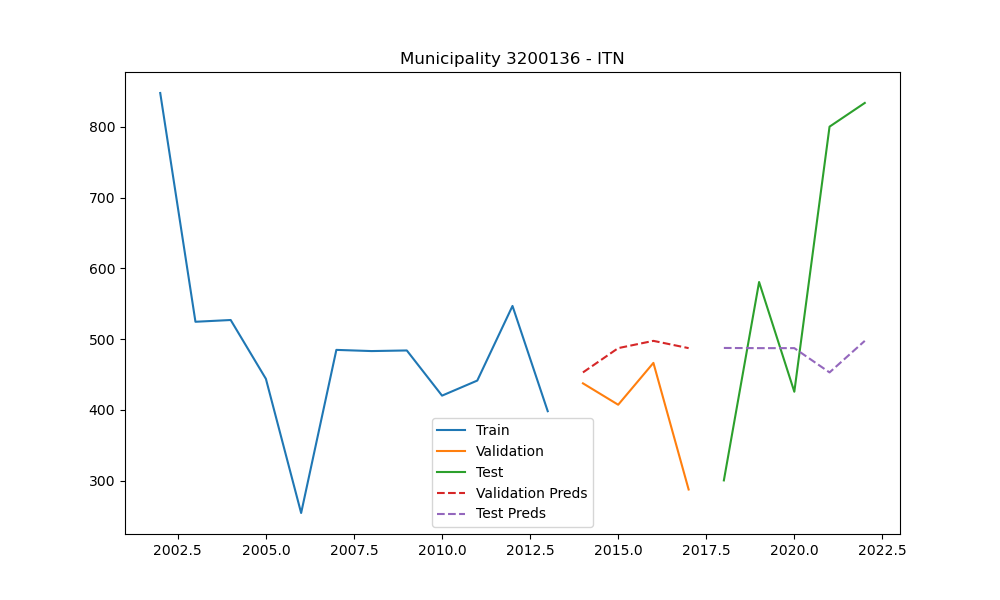 Municipality 3200136 - ITN
800
700
600
500
400
300
2002.5 2005.0 2007.5 2010.0 2012.5 2015.0 2017.5 2020.0 2022.5
Train
Validation
Test
Validation Preds
Test Preds